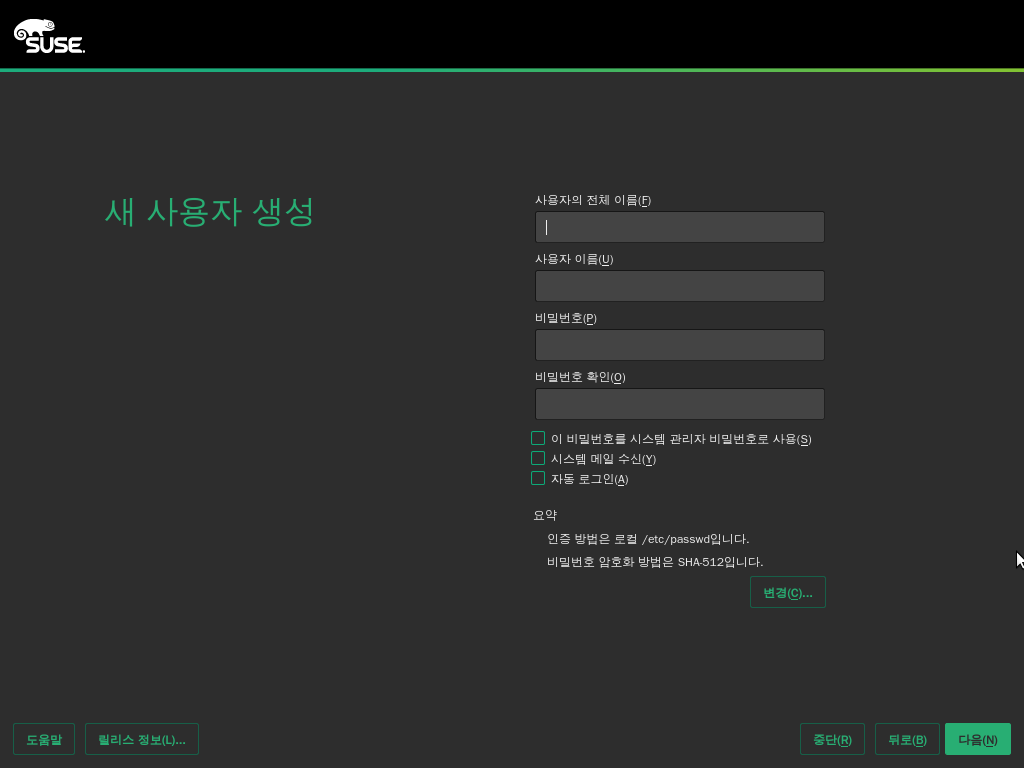 SUSE
새 사용자 생성
사용자의 전체 이름(F)
사용자 이름(U)
비밀번호(P)
비밀번호 확인(O)
이 비밀번호를 시스템 관리자 비밀번호로 사용(S)
시스템 메일 수신(Y)
자동 로그인(A)
요약
인증 방법은 로컬 /etc/passwd입니다.
비밀번호 암호화 방법은 SHA-512입니다.
변경(C)...
도움말 릴리스 정보(L)... 중단(R) 뒤로(B) 다음(N)